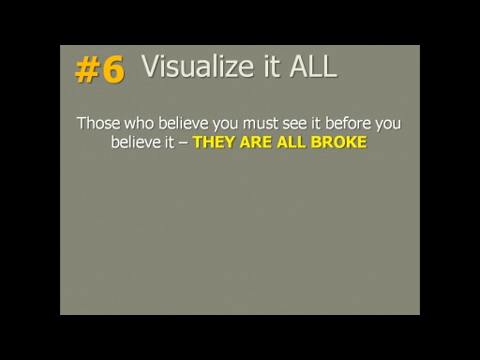 #6 Visualize it ALL
Those who believe you must see it before you
believe it – THEY ARE ALL BROKE